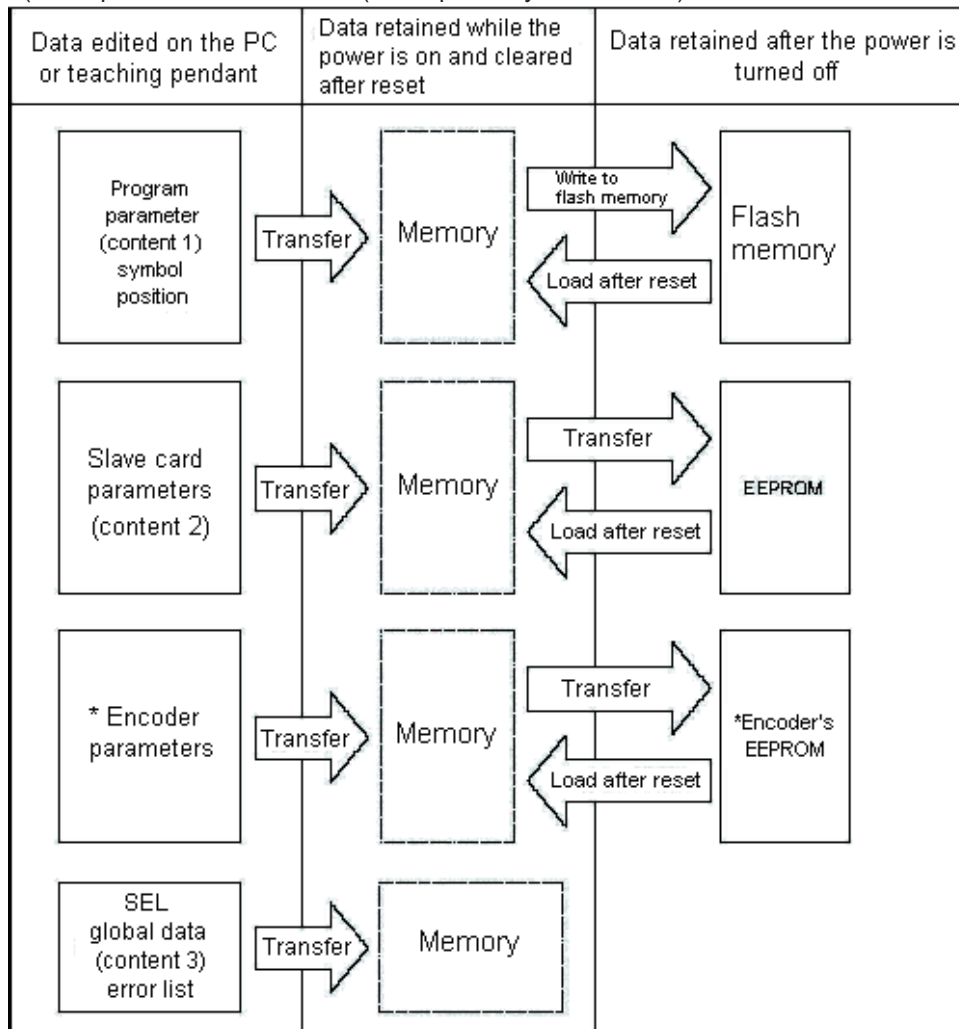 Data edited on the PC
or teaching pendant
Data retained while the
power is on and cleared
after reset
Data retained after the power is
turned off
Program
parameter
(content 1)
symbol
position
Transfer
Memory
Write to
flash memory
Load after reset
Flash
memory
Slave card
parameters
(content 2)
Transfer
Memory
Transfer
Load after reset
EEPROM
* Encoder
parameters
Transfer
Memory
Transfer
Load after reset
*Encoder's
EEPROM
SEL
global data
(content 3)
error list
Transfer
Memory